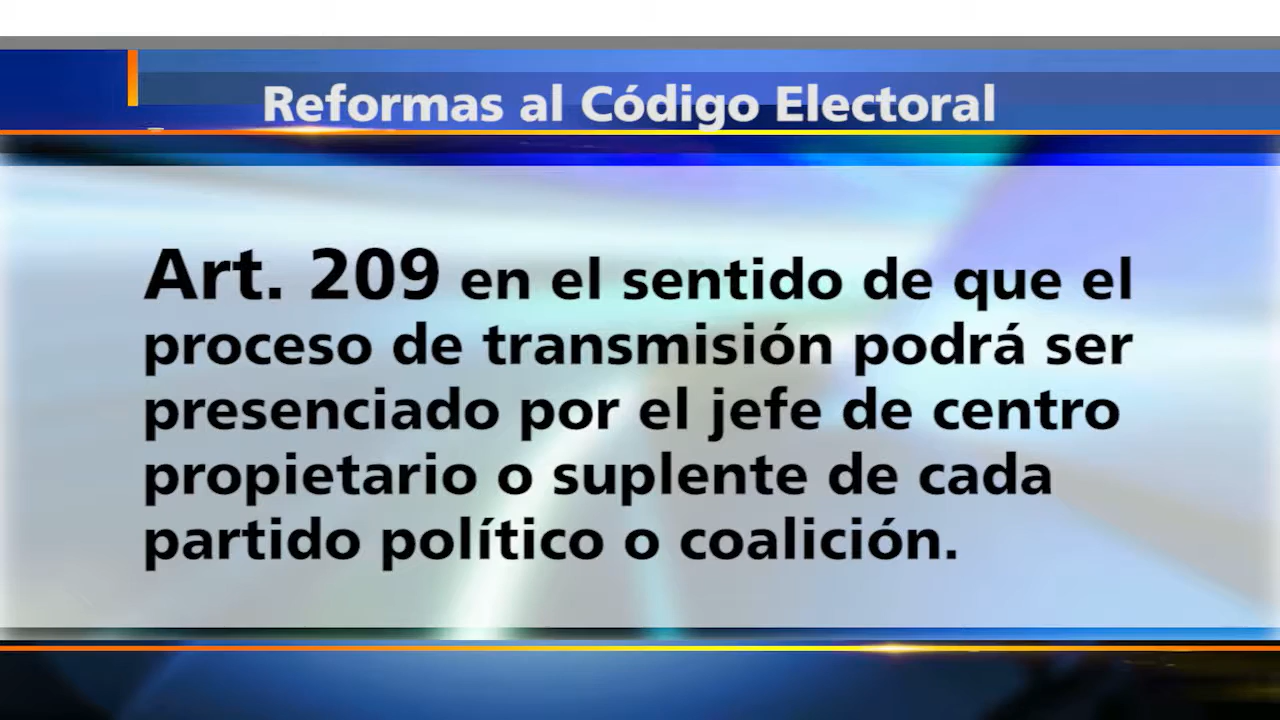 Reformas al Código Electoral
Art. 209 en el sentido de que el
proceso de transmisión podrá ser
presenciado por el jefe de centro
propietario o suplente de cada
partido político o coalición.